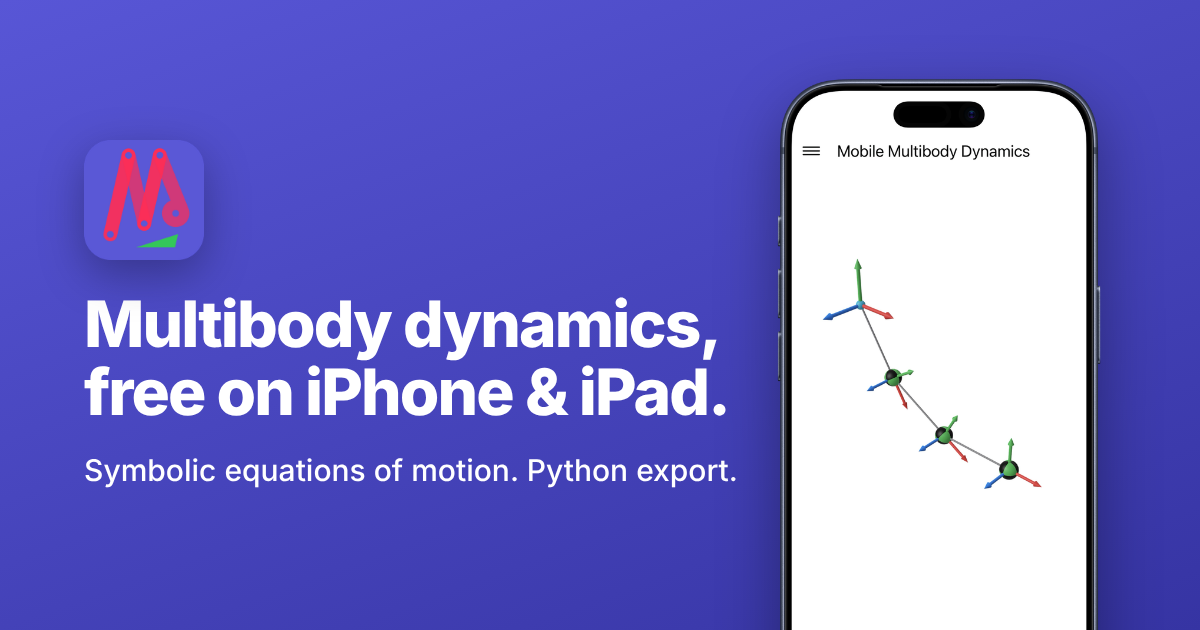 Multibody dynamics,
free on iPhone & iPad.
Symbolic equations of motion. Python export.
Mobile Multibody Dynamics